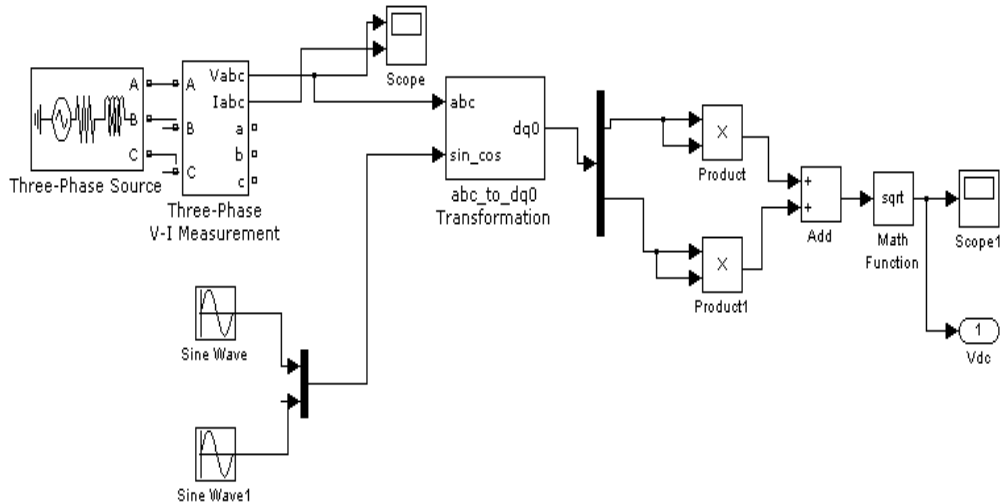 Scope
A
B
C
Three-Phase Source
A
B
C
Vabc
Iabc
a
b
c
Three-Phase
V-I Measurement
abc
sin_cos
dq0
abc_to_dq0
Transformation
X
Product
X
Product1
+
+
Add
sqrt
Math
Function
Scope1
1
Vdc
Sine Wave
Sine Wave1